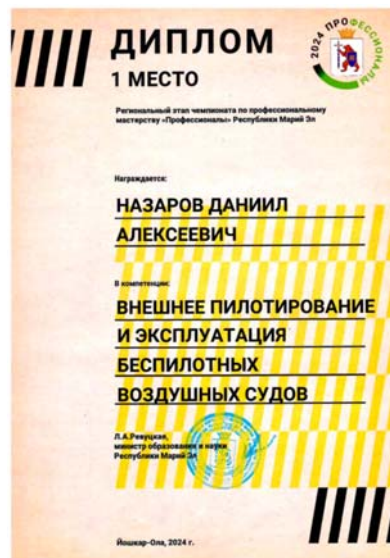 ДИПЛОМ
1 МЕСТО
2024 ПРОФЕССИОНАЛЫ
Региональный этап чемпионата по профессиональному
мастерству «Профессионалы» Республики Марий Эл
Награждается:
НАЗАРОВ ДАНИИЛ
АЛЕКСЕЕВИЧ
В компетенции:
ВНЕШНЕЕ ПИЛОТИРОВАНИЕ
И ЭКСПЛУАТАЦИЯ
БЕСПИЛОТНЫХ
ВОЗДУШНЫХ СУДОВ
Л.А.Ревуцкая,
министр образования и науки
Республики Марий Эл
Йошкар-Ола, 2024 г.